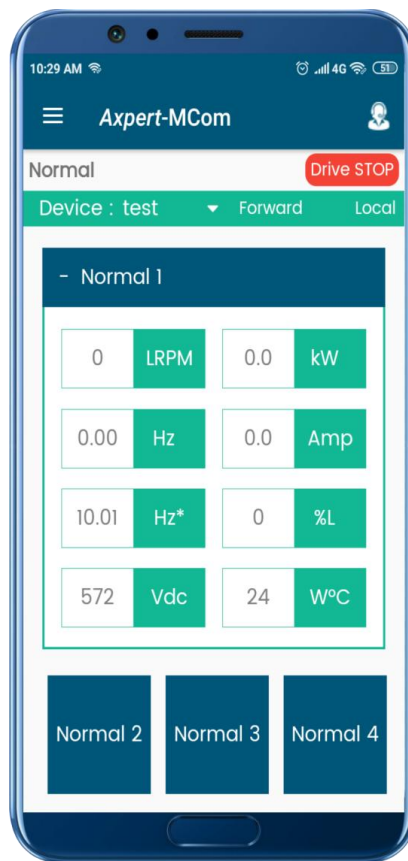 10:29 AM 4G 51
Axpert-MCom
Normal Drive STOP
Device : test Forward Local
- Normal 1
0 LRPM 0.0 kW
0.00 Hz 0.0 Amp
10.01 Hz* 0 %L
572 Vdc 24 WºC
Normal 2 Normal 3 Normal 4